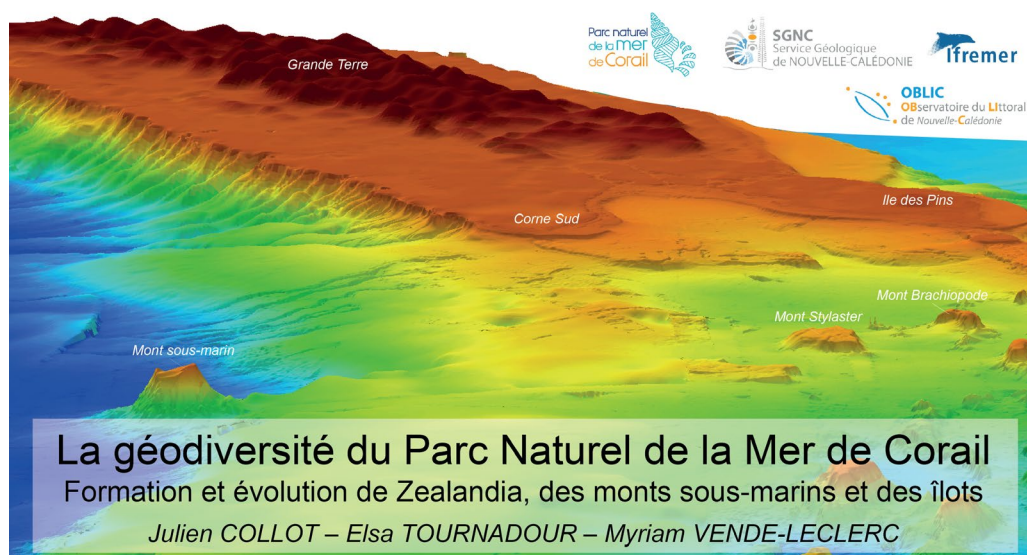 Parc naturel
de la mer
de Corail
SGNC
Service Géologique
de NOUVELLE-CALÉDONIE
Ifremer
OBLIC
OBservatoire du LIttoral
de Nouvelle-Calédonie
Grande Terre
Ile des Pins
Corne Sud
Mont Brachiopode
Mont Stylaster
Mont sous-marin
La géodiversité du Parc Naturel de la Mer de Corail
Formation et évolution de Zealandia, des monts sous-marins et des îlots
Julien COLLOT – Elsa TOURNADOUR – Myriam VENDE-LECLERC